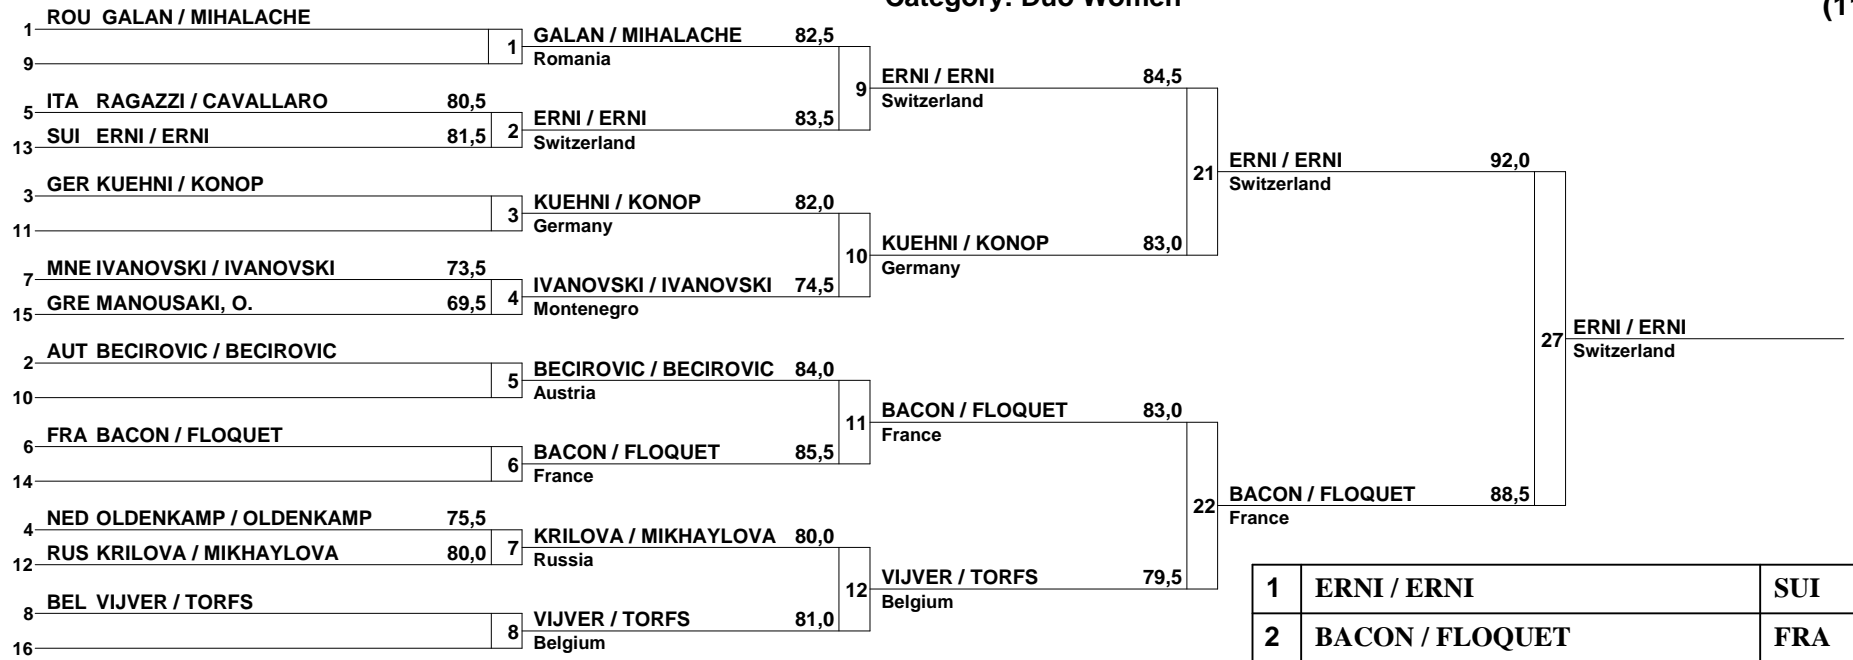 Category: Duo Women
(11
1 ROU GALAN / MIHALACHE
9
1 GALAN / MIHALACHE 82,5
Romania
5 ITA RAGAZZI / CAVALLARO 80,5
13 SUI ERNI / ERNI 81,5
2 ERNI / ERNI 83,5
Switzerland
9 ERNI / ERNI 84,5
Switzerland
3 GER KUEHNI / KONOP
11
3 KUEHNI / KONOP 82,0
Germany
7 MNE IVANOVSKI / IVANOVSKI 73,5
15 GRE MANOUSAKI, O. 69,5
4 IVANOVSKI / IVANOVSKI 74,5
Montenegro
10 KUEHNI / KONOP 83,0
Germany
21 ERNI / ERNI 92,0
Switzerland
2 AUT BECIROVIC / BECIROVIC
10
5 BECIROVIC / BECIROVIC 84,0
Austria
6 FRA BACON / FLOQUET
14
6 BACON / FLOQUET 85,5
France
11 BACON / FLOQUET 83,0
France
4 NED OLDENKAMP / OLDENKAMP 75,5
12 RUS KRILOVA / MIKHAYLOVA 80,0
7 KRILOVA / MIKHAYLOVA 80,0
Russia
8 BEL VIJVER / TORFS
16
8 VIJVER / TORFS 81,0
Belgium
12 VIJVER / TORFS 79,5
Belgium
22 BACON / FLOQUET 88,5
France
27 ERNI / ERNI
Switzerland
1 ERNI / ERNI SUI
2 BACON / FLOQUET FRA